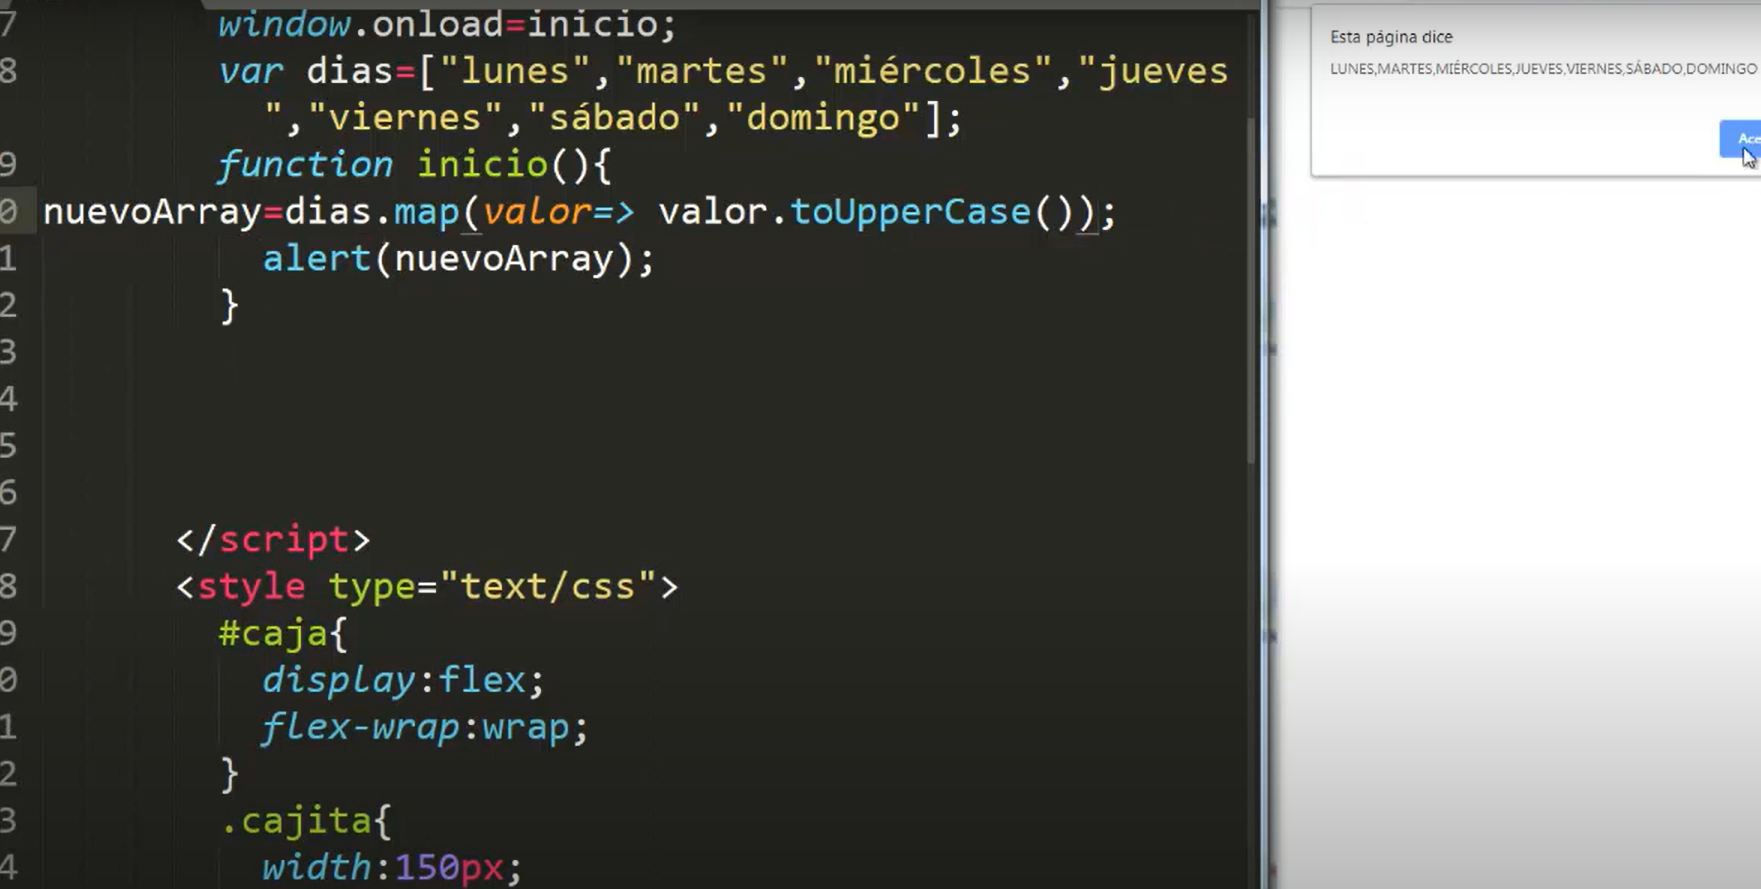 7 window.onload=inicio;
8 var dias=["lunes","martes","miércoles","jueves
","viernes","sábado","domingo"];
9 function inicio(){
0 nuevoArray=dias.map(valor=> valor.toUpperCase());
1 alert(nuevoArray);
2 }
3
4
5
6
7 </script>
8 <style type="text/css">
9 #caja{
0 display:flex;
1 flex-wrap:wrap;
2 }
3 .cajita{
4 width:150px;
Esta página dice
LUNES,MARTES,MIÉRCOLES,JUEVES,VIERNES,SÁBADO,DOMINGO
Ace